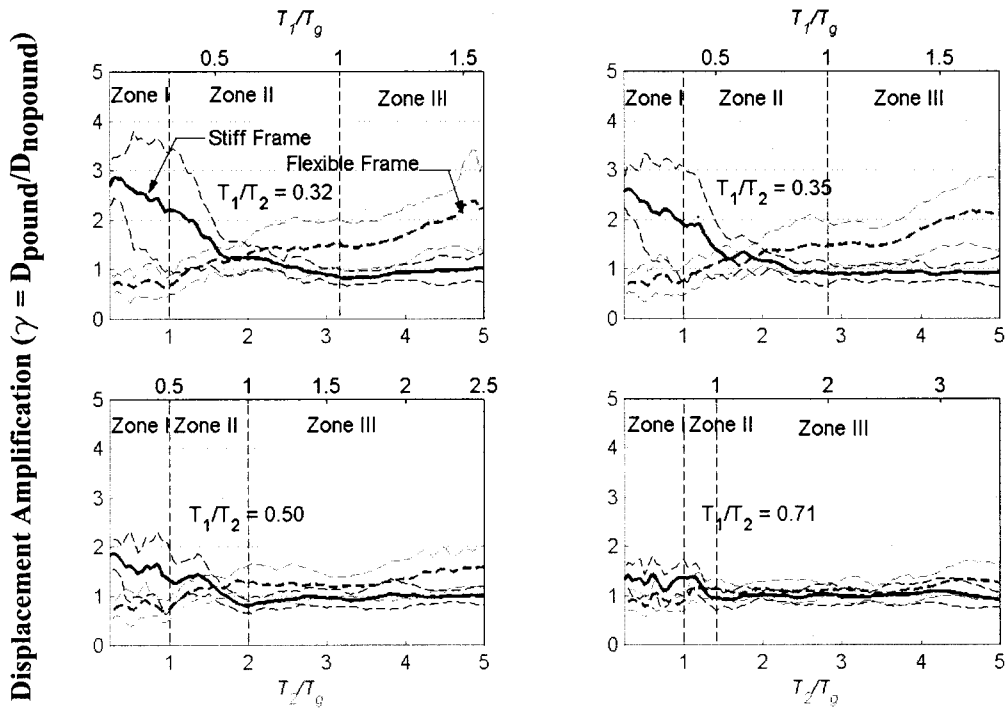 Displacement Amplification (γ = Dpound/Dnopound)
T1/Tg
0.5 1 1.5
5
4
3
2
1
0
Zone I Zone II Zone III
Stiff Frame
Flexible Frame
T1/T2 = 0.32
1 2 3 4 5
T1/Tg
0.5 1 1.5
5
4
3
2
1
0
Zone I Zone II Zone III
T1/T2 = 0.35
1 2 3 4 5
0.5 1 1.5 2 2.5
5
4
3
2
1
0
Zone I Zone II Zone III
T1/T2 = 0.50
1 2 3 4 5
T2/Tg
1 2 3
5
4
3
2
1
0
Zone I Zone II Zone III
T1/T2 = 0.71
1 2 3 4 5
T2/Tg